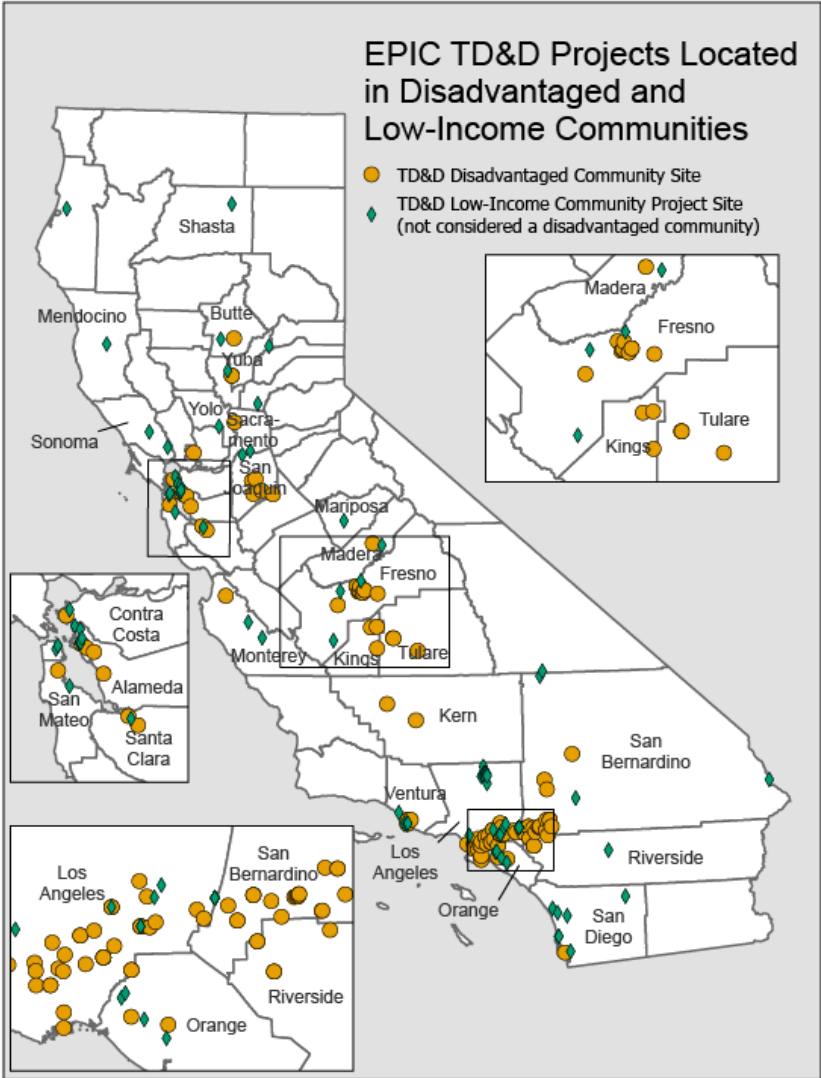 EPIC TD&D Projects Located
in Disadvantaged and
Low-Income Communities
TD&D Disadvantaged Community Site
TD&D Low-Income Community Project Site
(not considered a disadvantaged community)
Shasta
Mendocino
Butte
Yuba
Yolo
Sacra-
mento
Sonoma
San
Joaquin
Mariposa
Madera
Fresno
Monterey
Kings
Tulare
Kern
San
Bernardino
Ventura
Los
Angeles
Orange
Riverside
San
Diego
Madera
Fresno
Kings
Tulare
Contra
Costa
Alameda
San
Mateo
Santa
Clara
Los
Angeles
San
Bernardino
Riverside
Orange